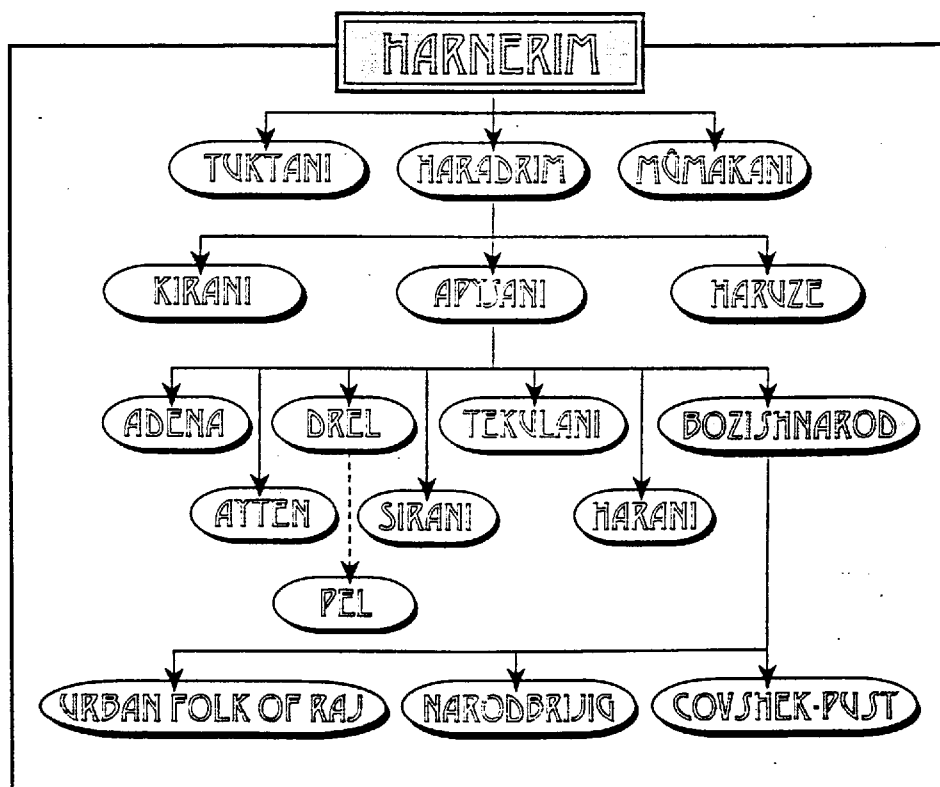 HARNERIM
TUKTANI HARADRIM MÛMAKANI
KIRANI APYSANI HARUZE
ADENA DREL TEKULANI BOZISHNAROD
AYTEN SIRANI HARANI
PEL
URBAN FOLK OF RAJ NARODBRIJIG COVSHEK-PUST